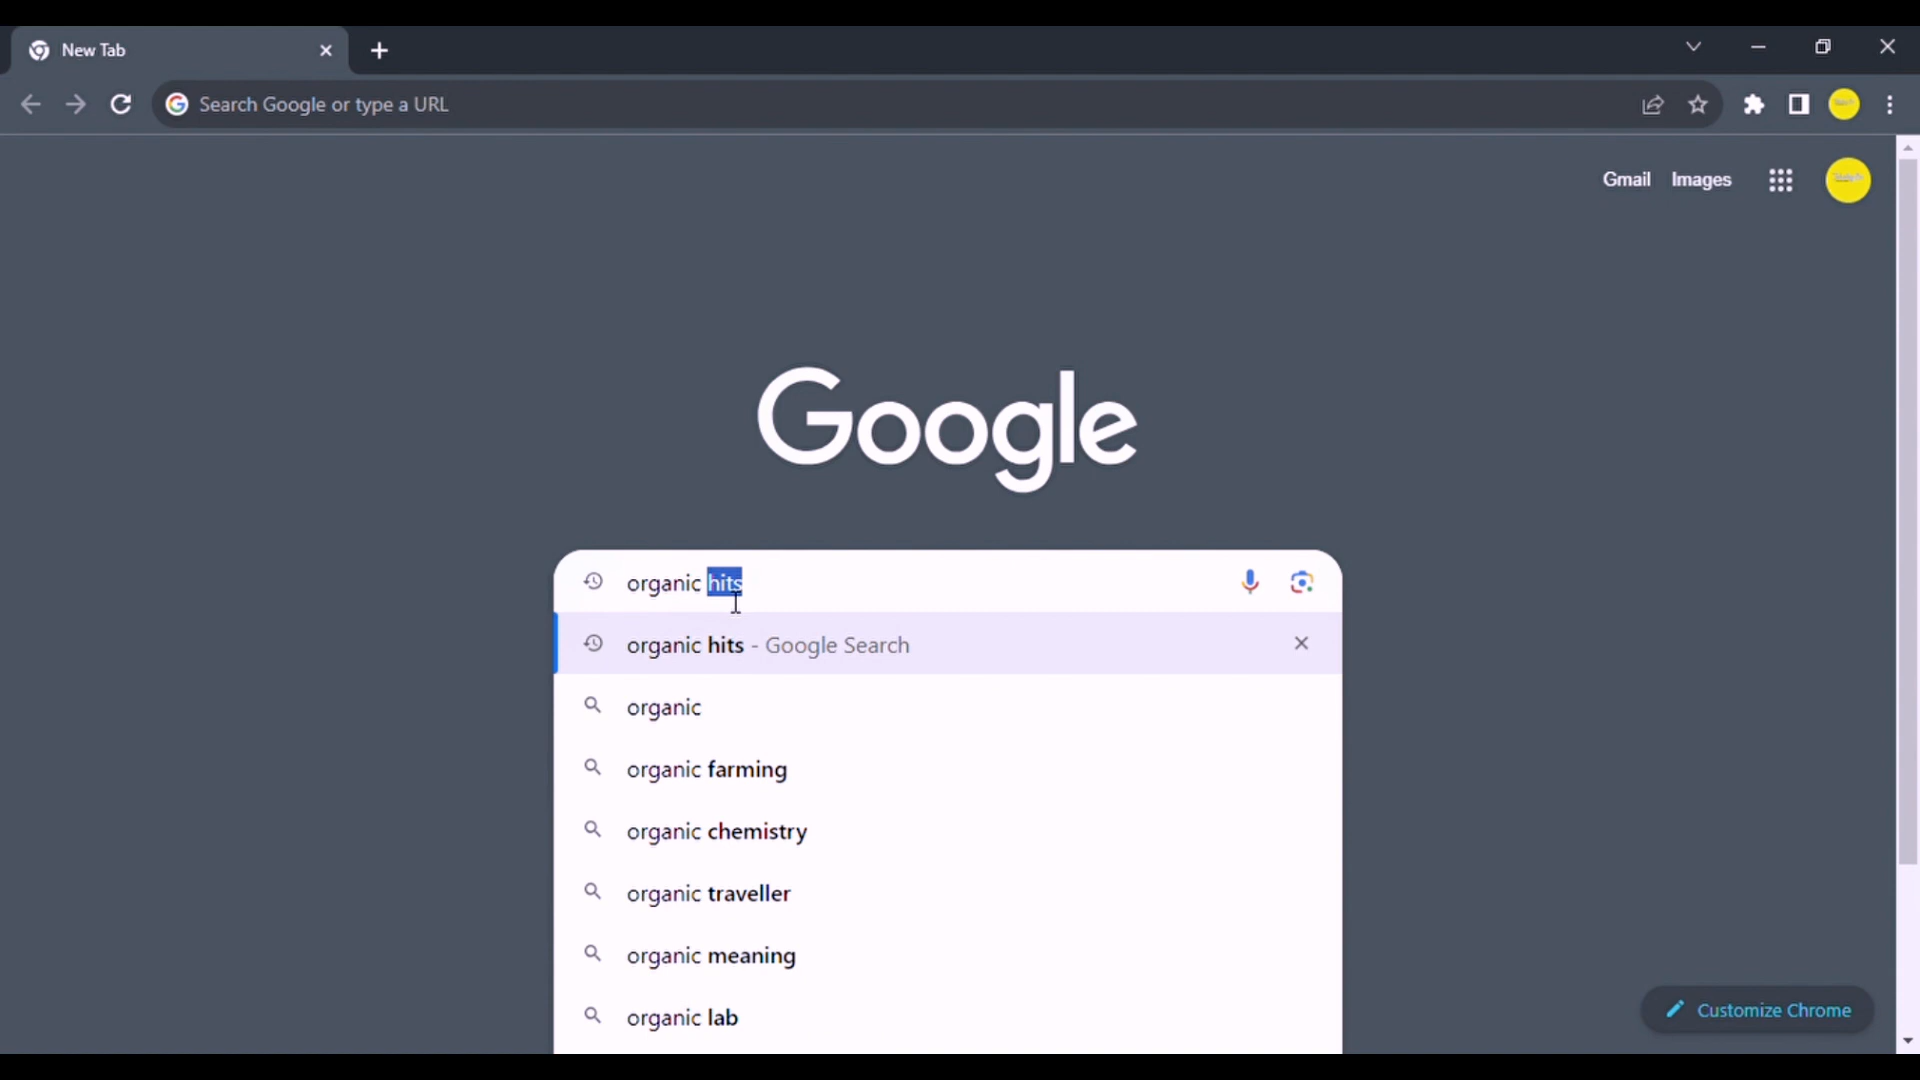 New Tab
Search Google or type a URL
Gmail Images
Google
organic hits
organic hits - Google Search
organic
organic farming
organic chemistry
organic traveller
organic meaning
organic lab
Customize Chrome